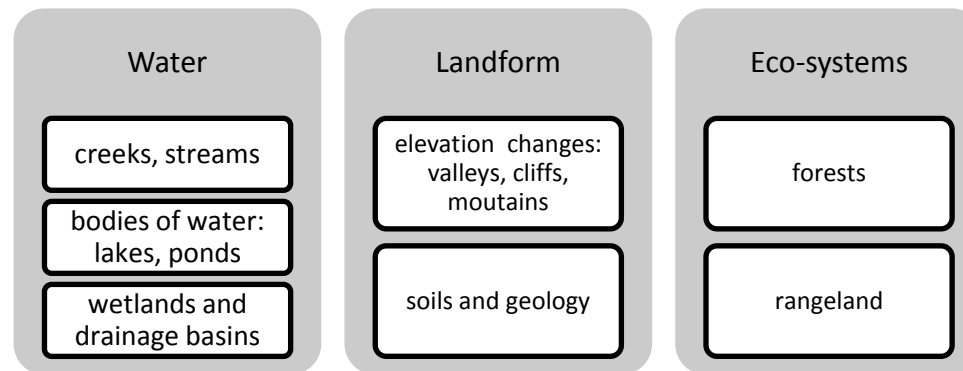 Water
creeks, streams
bodies of water:
lakes, ponds
wetlands and
drainage basins
Landform
elevation changes:
valleys, cliffs,
moutains
soils and geology
Eco-systems
forests
rangeland